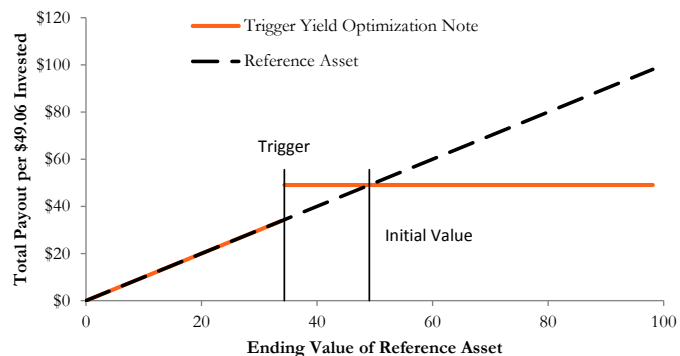 $120
$100
$80
$60
$40
$20
$0
Total Payout per $49.06 Invested
Trigger Yield Optimization Note
Reference Asset
Trigger
Initial Value
0
20
40
60
80
100
Ending Value of Reference Asset